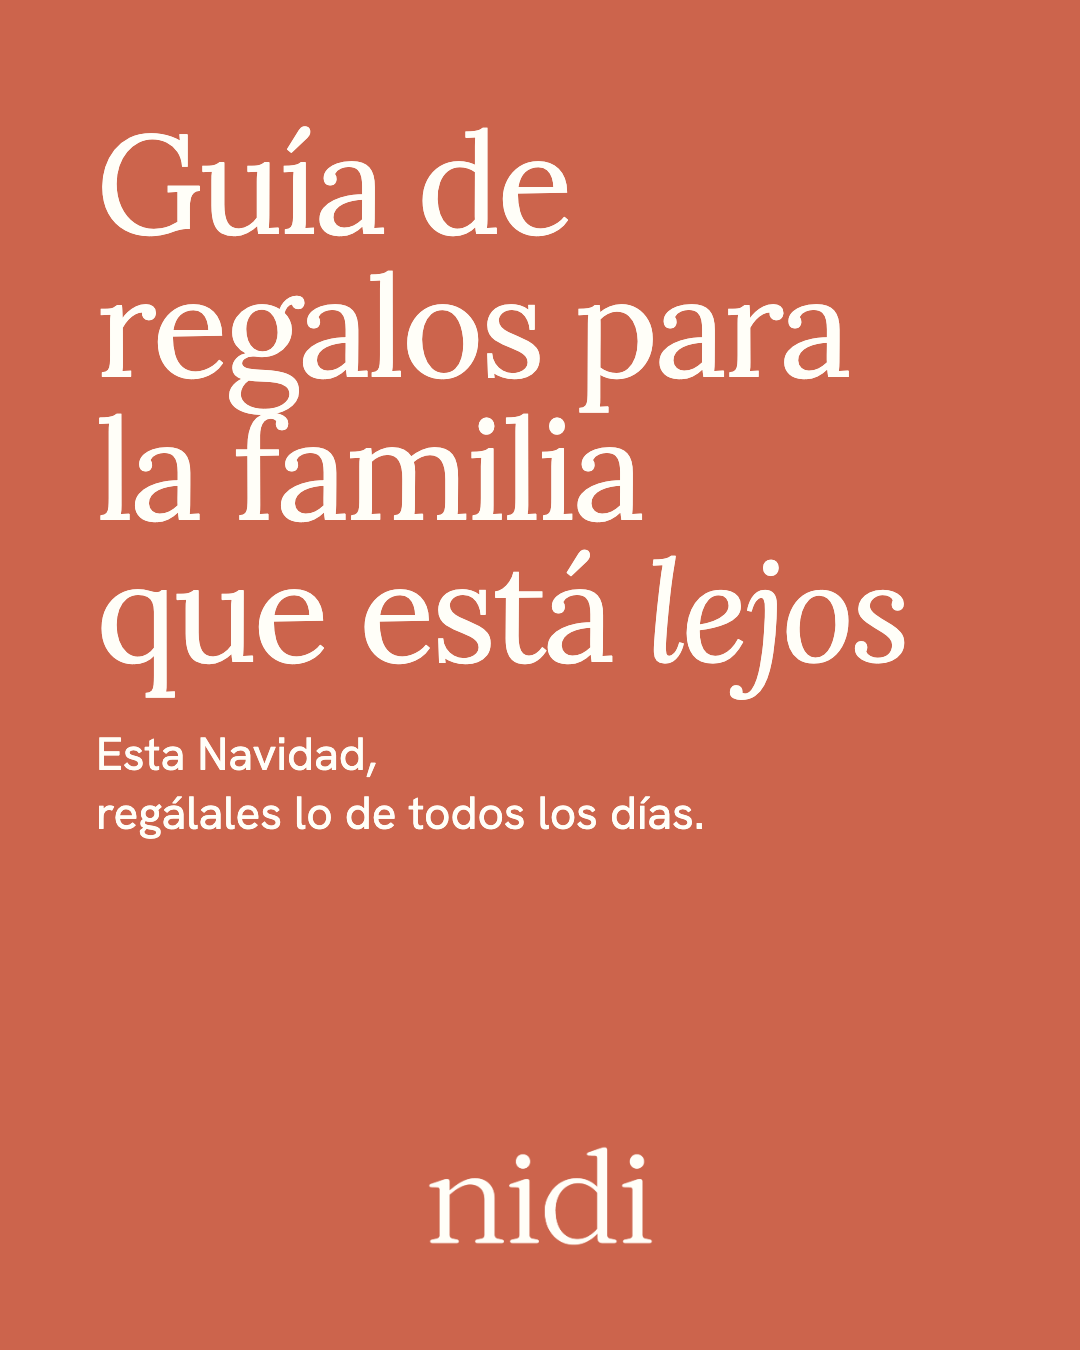 Guía de
regalos para
la familia
que está lejos
Esta Navidad,
regálales lo de todos los días.
nidi